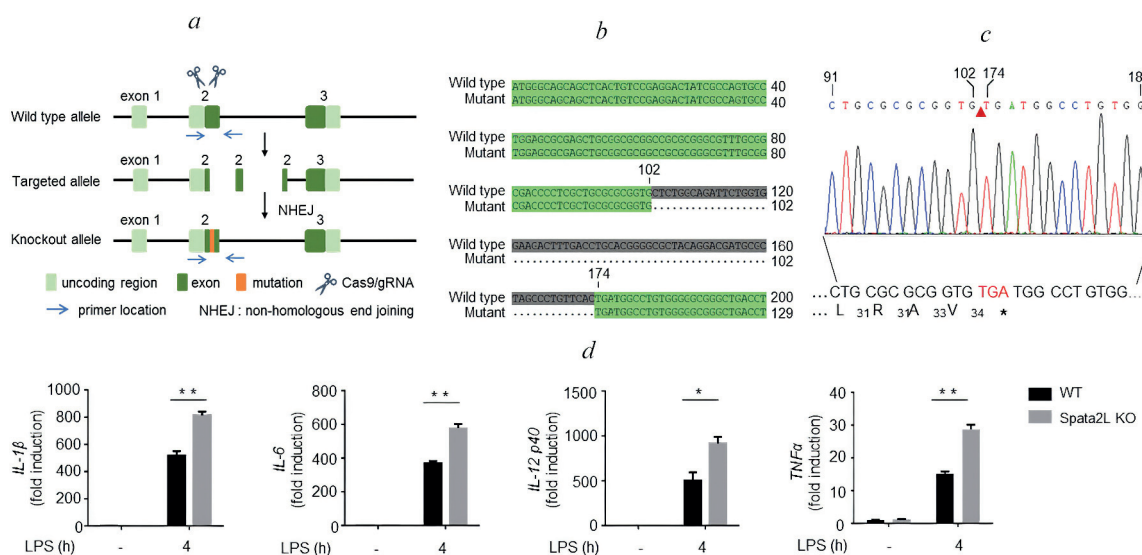 a
exon 1 2 3
Wild type allele
exon 1 2 2 2 3
Targeted allele
NHEJ
exon 1 2 3
Knockout allele
uncoding region exon mutation Cas9/gRNA
primer location NHEJ : non-homologous end joining
b
Wild type ATGGGCAGCAGCTCACTGTCCGAGGACTATCGCCAGTGCC 40
Mutant ATGGGCAGCAGCTCACTGTCCGAGGACTATCGCCAGTGCC 40
Wild type TGGAGCGCGAGCTGCGGCGCGGCCGCGCGGGCGTTTGCGG 80
Mutant TGGAGCGCGAGCTGCGGCGCGGCCGCGCGGGCGTTTGCGG 80
102
Wild type CGACCCCTCGCTGCGCGCGGTGCTCTGGCAGATTCTGGTG 120
Mutant CGACCCCTCGCTGCGCGCGGTG.................. 102
Wild type GAAGACTTTGACCTGCACGGGGCGCTACAGGACGATGCGC 160
Mutant ........................................ 102
174
Wild type TAGCCCTGTTCACTGATGGCCTGTGGGGGCGGGCTGACCT 200
Mutant .............TGATGGCCTGTGGGGGCGGGCTGACCT 129
c
91 102 174 18
C T G C G C G C G G T G T G A T G G C C T G T G G
...CTG CGC GCG GTG TGA TGG CCT GTGG...
... L 31 R 31 A 33 V 34 *
d
IL-1β
(fold induction)
1000
800
600
400
200
0
**
LPS (h) - 4
IL-6
(fold induction)
800
600
400
200
0
**
LPS (h) - 4
IL-12 p40
(fold induction)
1500
1000
500
0
*
LPS (h) - 4
TNFα
(fold induction)
40
30
20
10
0
**
LPS (h) - 4
WT
Spata2L KO